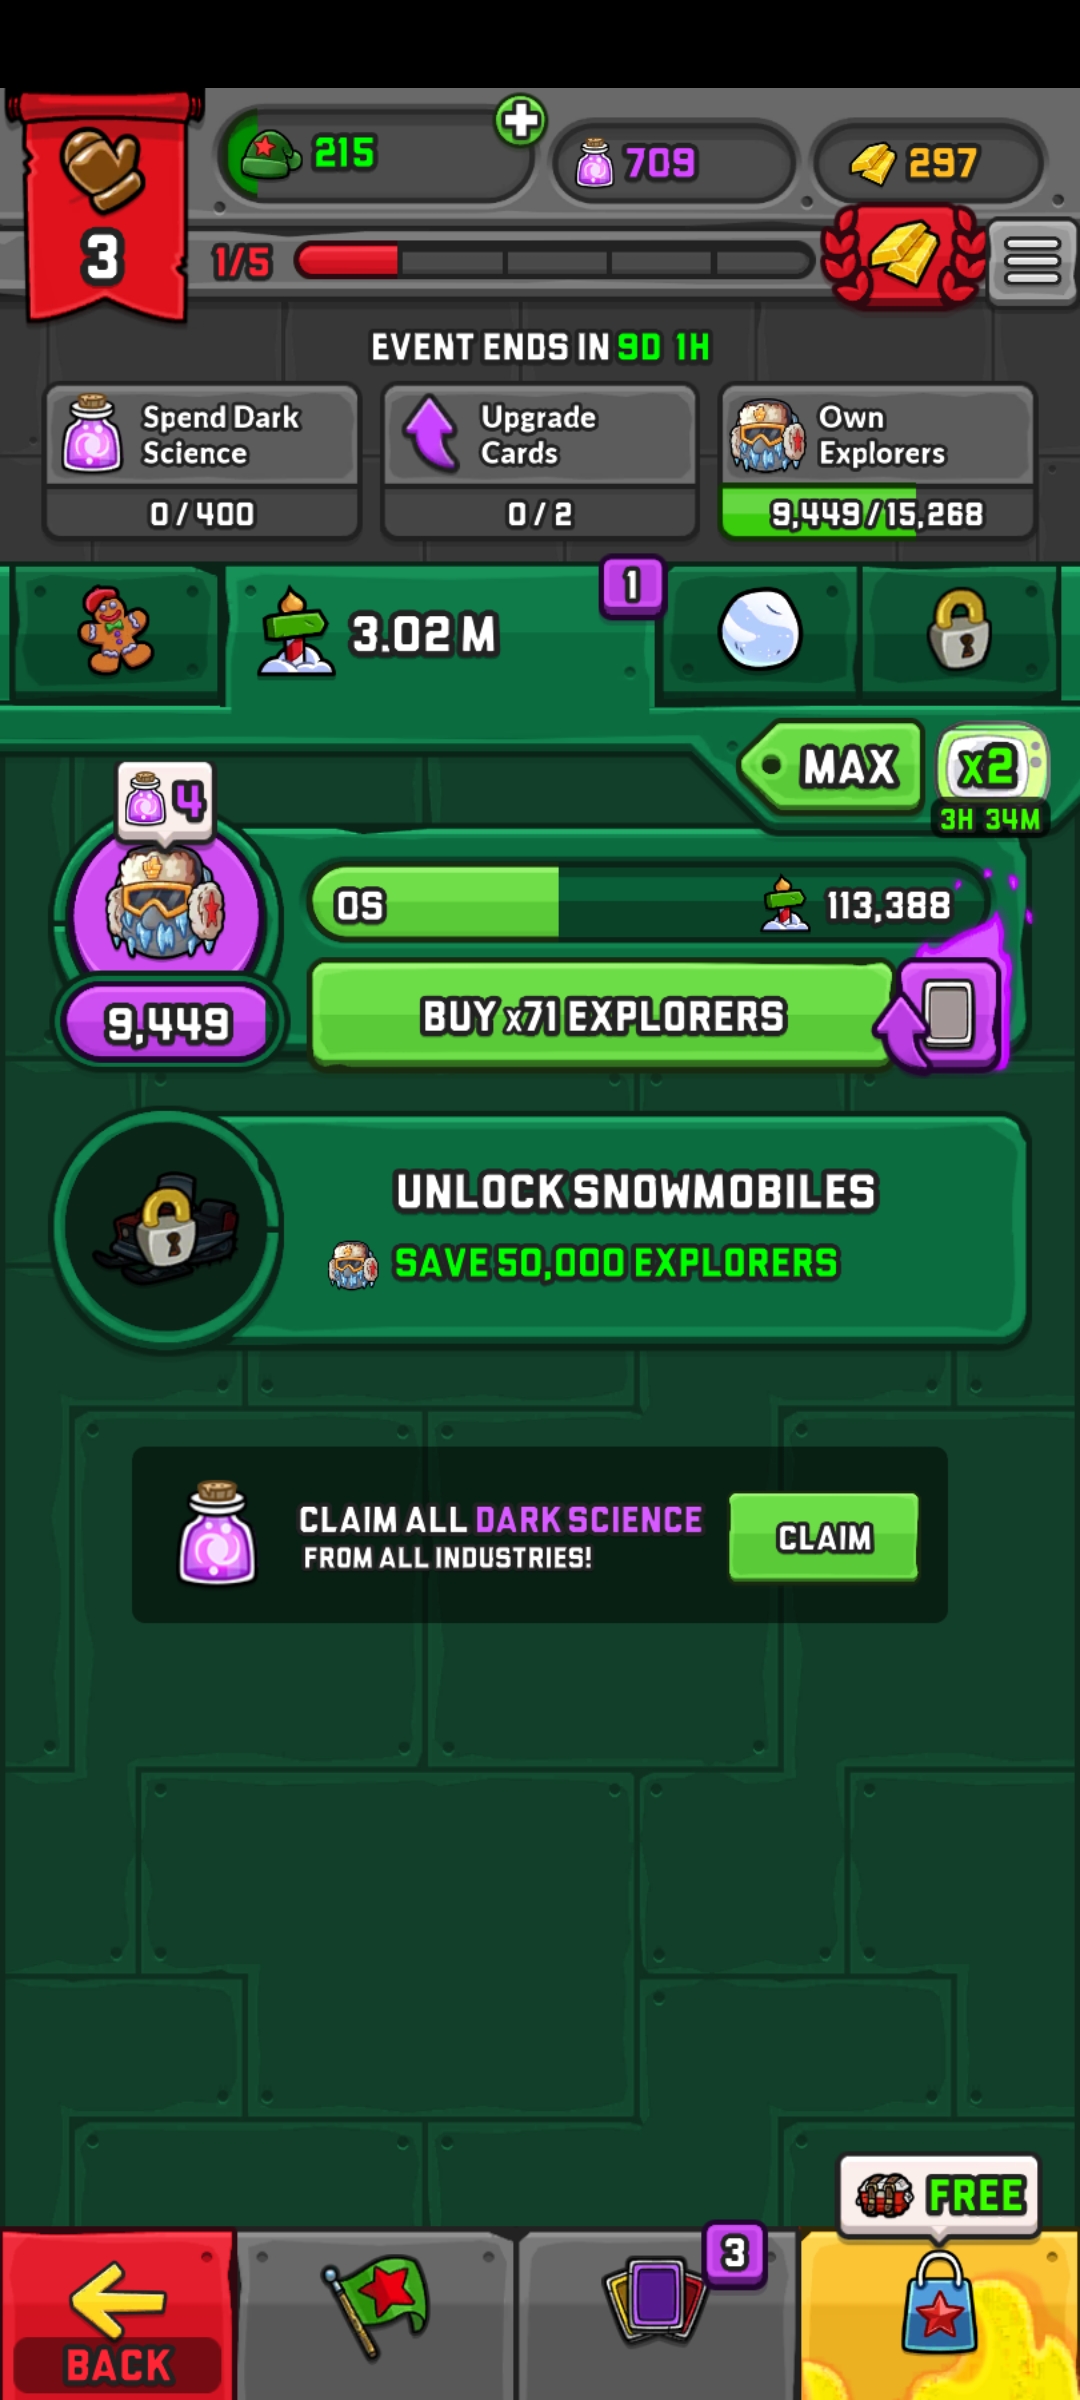 215
709
297
3
1/5
EVENT ENDS IN 9D 1H
Spend Dark
Science
0 / 400
Upgrade
Cards
0 / 2
Own
Explorers
9,449 / 15,268
3.02 M
1
MAX
x2
3H 34M
4
0S
113,388
9,449
BUY x71 EXPLORERS
UNLOCK SNOWMOBILES
SAVE 50,000 EXPLORERS
CLAIM ALL DARK SCIENCE
FROM ALL INDUSTRIES!
CLAIM
FREE
3
BACK